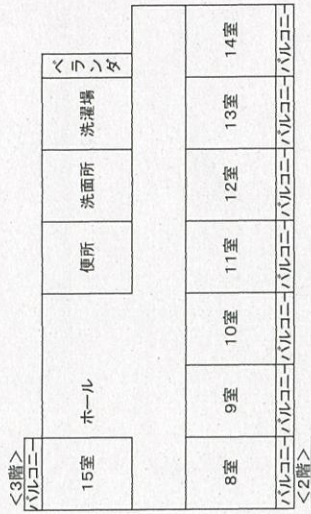 <3階>
バルコニー
15室
ホール
便所
洗面所
洗濯場
ベランダ
8室
9室
10室
11室
12室
13室
14室
バルコニー
バルコニー
バルコニー
バルコニー
バルコニー
バルコニー
バルコニー
<2階>